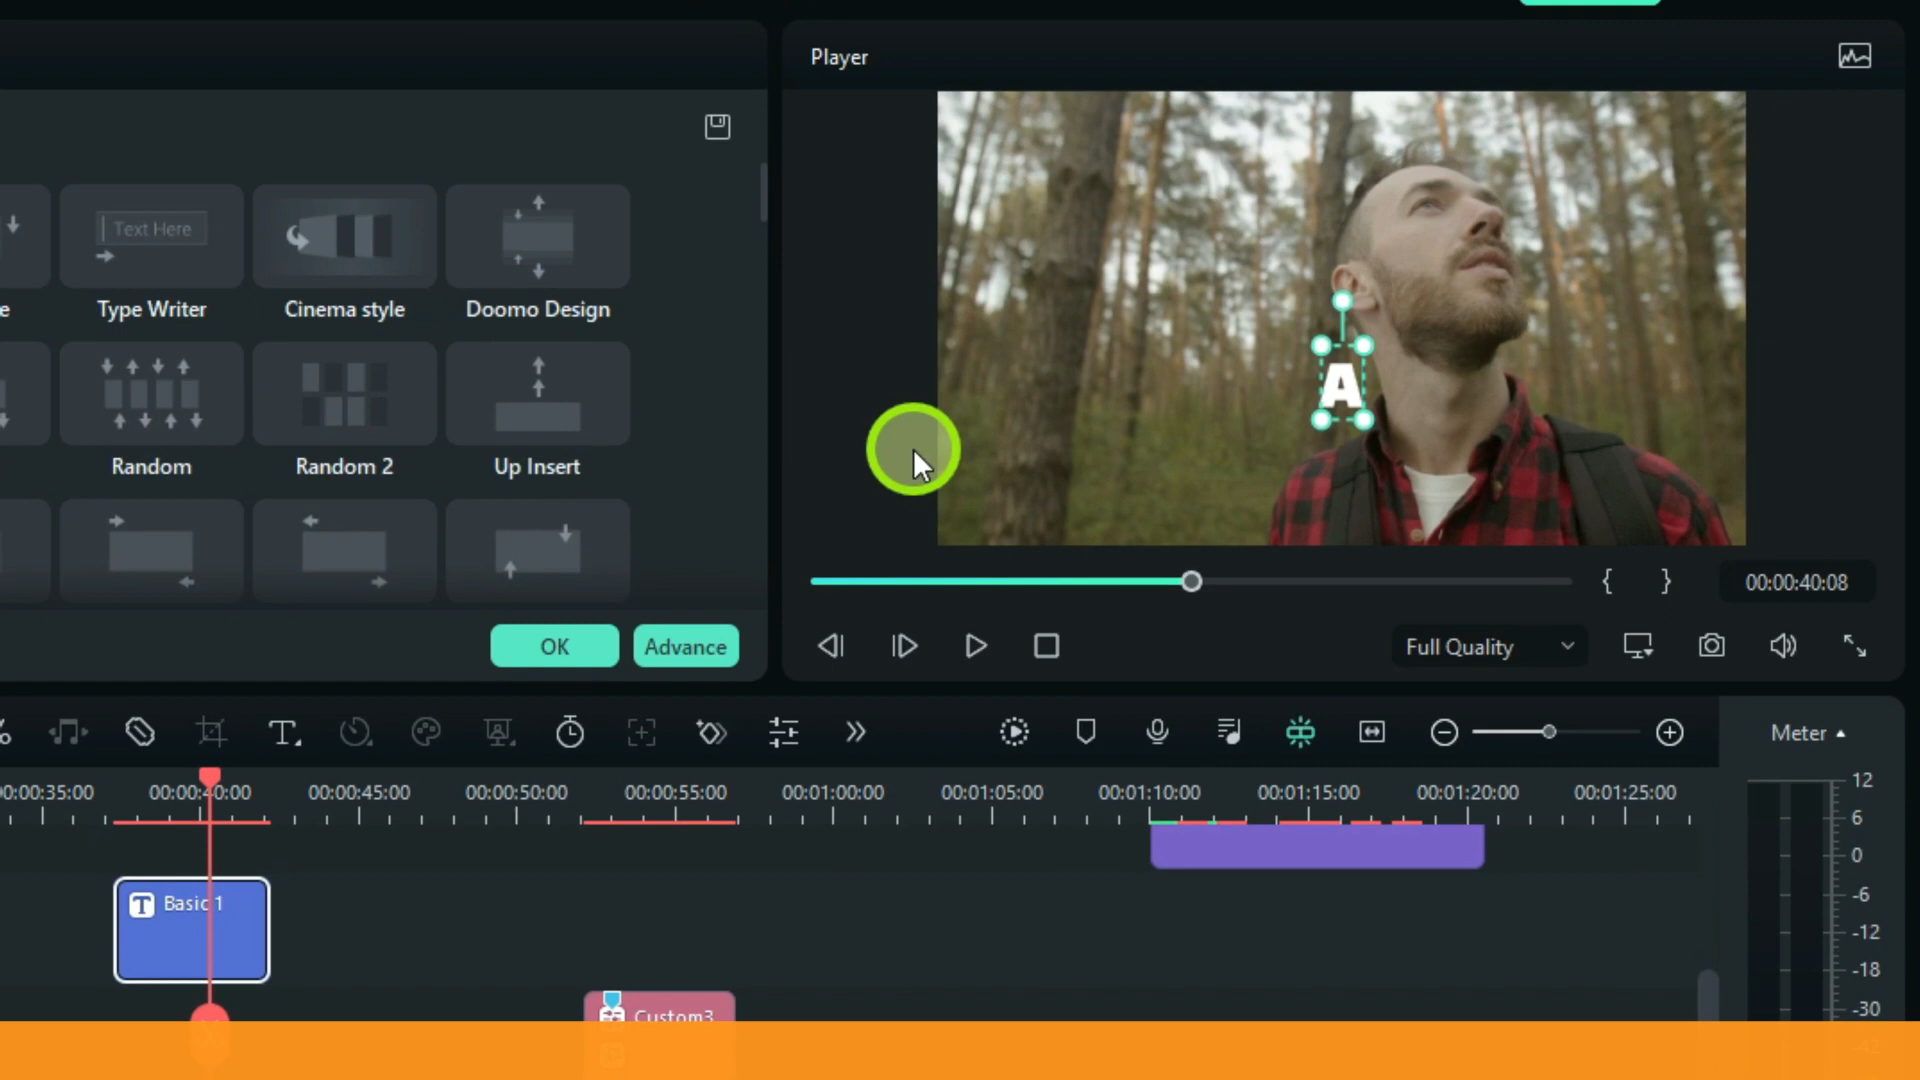 Player
Text Here
e
Type Writer
Cinema style
Doomo Design
A
Random
Random 2
Up Insert
{ }
00:00:40:08
OK
Advance
Full Quality
Meter
0:00:35:00
00:00:40:00
00:00:45:00
00:00:50:00
00:00:55:00
00:01:00:00
00:01:05:00
00:01:10:00
00:01:15:00
00:01:20:00
00:01:25:00
12
6
0
-6
-12
-18
-30
T Basic 1
Custom3